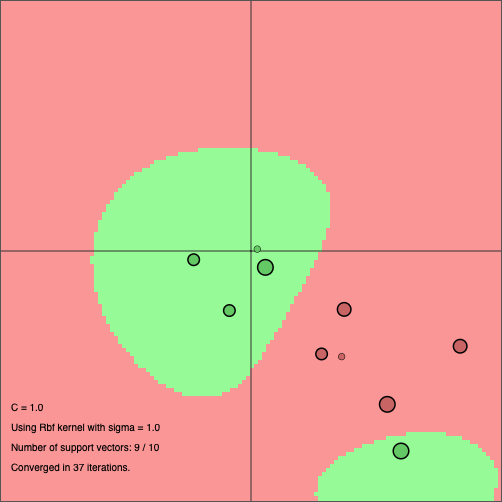 C = 1.0
Using Rbf kernel with sigma = 1.0
Number of support vectors: 9 / 10
Converged in 37 iterations.